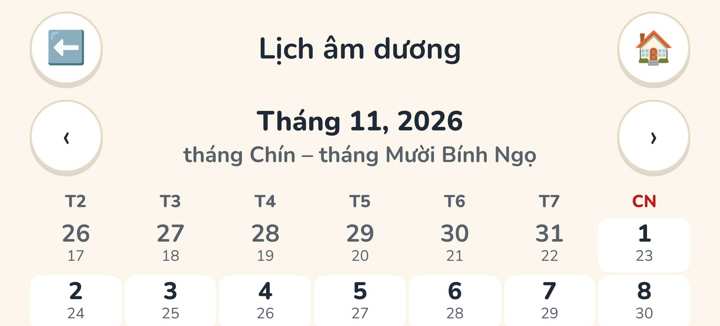 Lịch âm dương
‹ Tháng 11, 2026 ›
tháng Chín – tháng Mười Bính Ngọ
T2 T3 T4 T5 T6 T7 CN
26 27 28 29 30 31 1
17 18 19 20 21 22 23
2 3 4 5 6 7 8
24 25 26 27 28 29 30